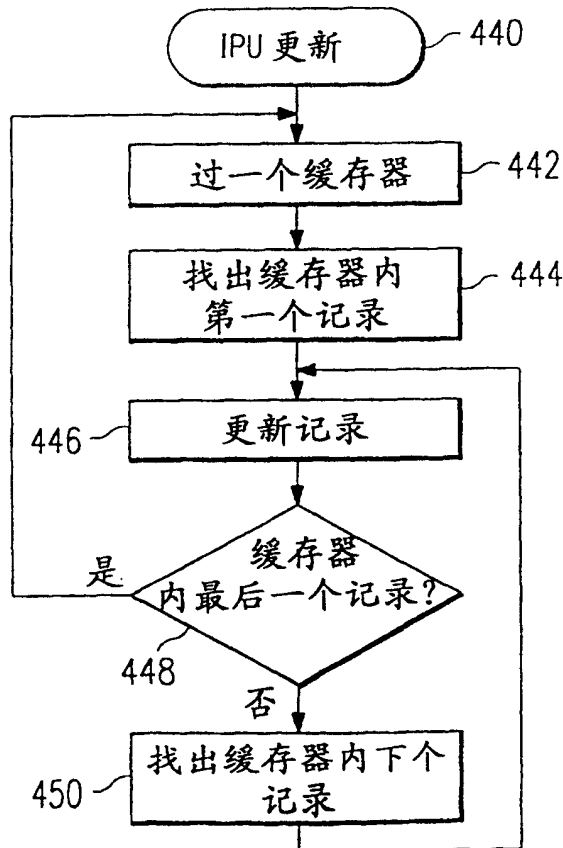 IPU 更新
440
过一个缓存器
442
找出缓存器内
第一个记录
444
更新记录
446
缓存器
内最后一个记录?
是
448
否
找出缓存器内下个
记录
450